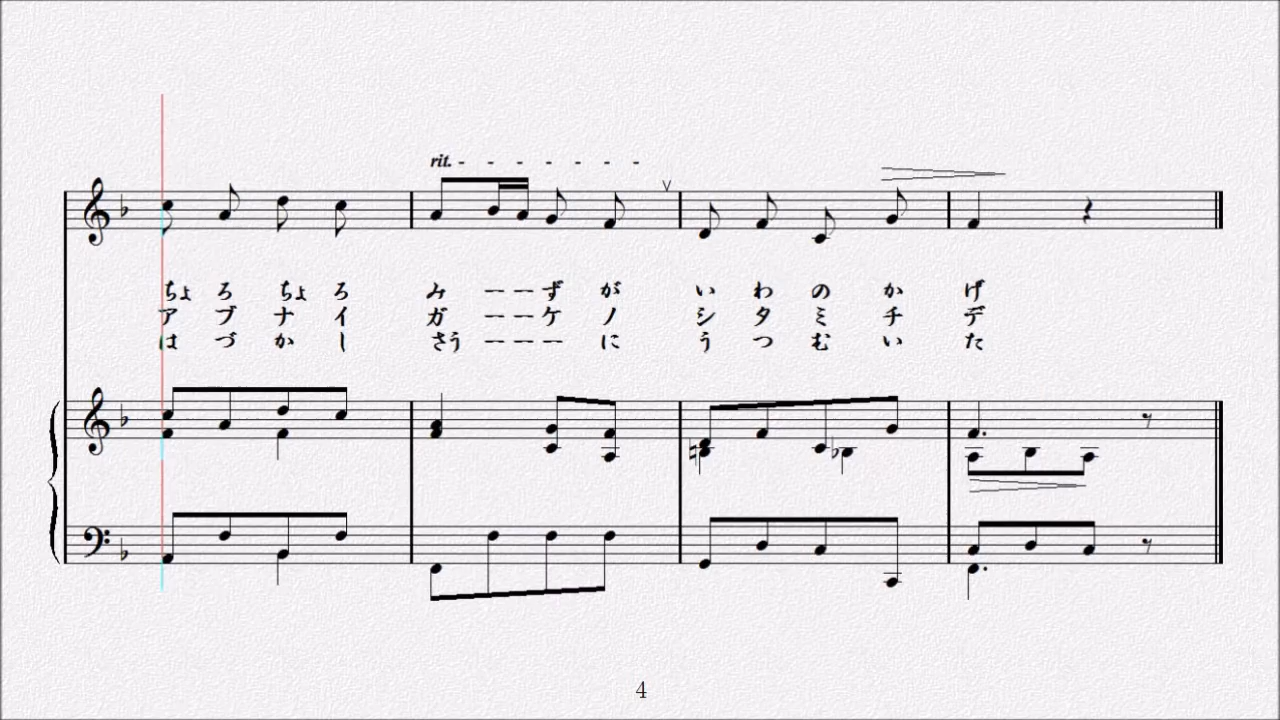 rit. - - - - - - -
ちょ ろ ちょ ろ み ー ー ず が い わ の か げ
ア ブ ナ イ ガ ー ー ケ ノ シ タ ミ チ デ
は づ か し さう ー ー ー に う つ む い た
4